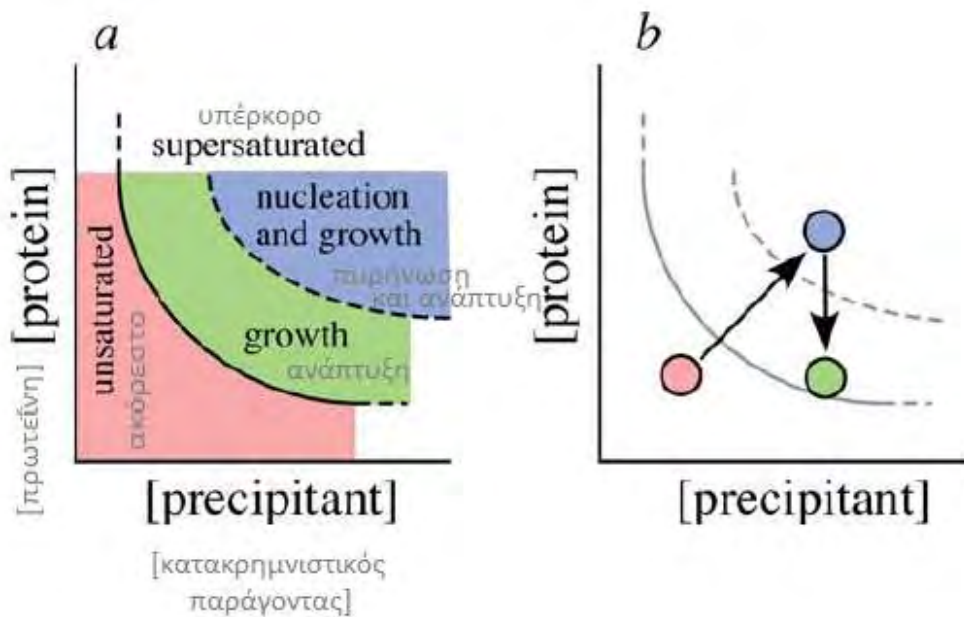 a
υπέρκορο
supersaturated
[protein]
[πρωτεΐνη]
unsaturated
ακόρεστο
nucleation
and growth
πυρήνωση
και ανάπτυξη
growth
ανάπτυξη
[precipitant]
[κατακρημνιστικός
παράγοντας]
b
[protein]
[precipitant]